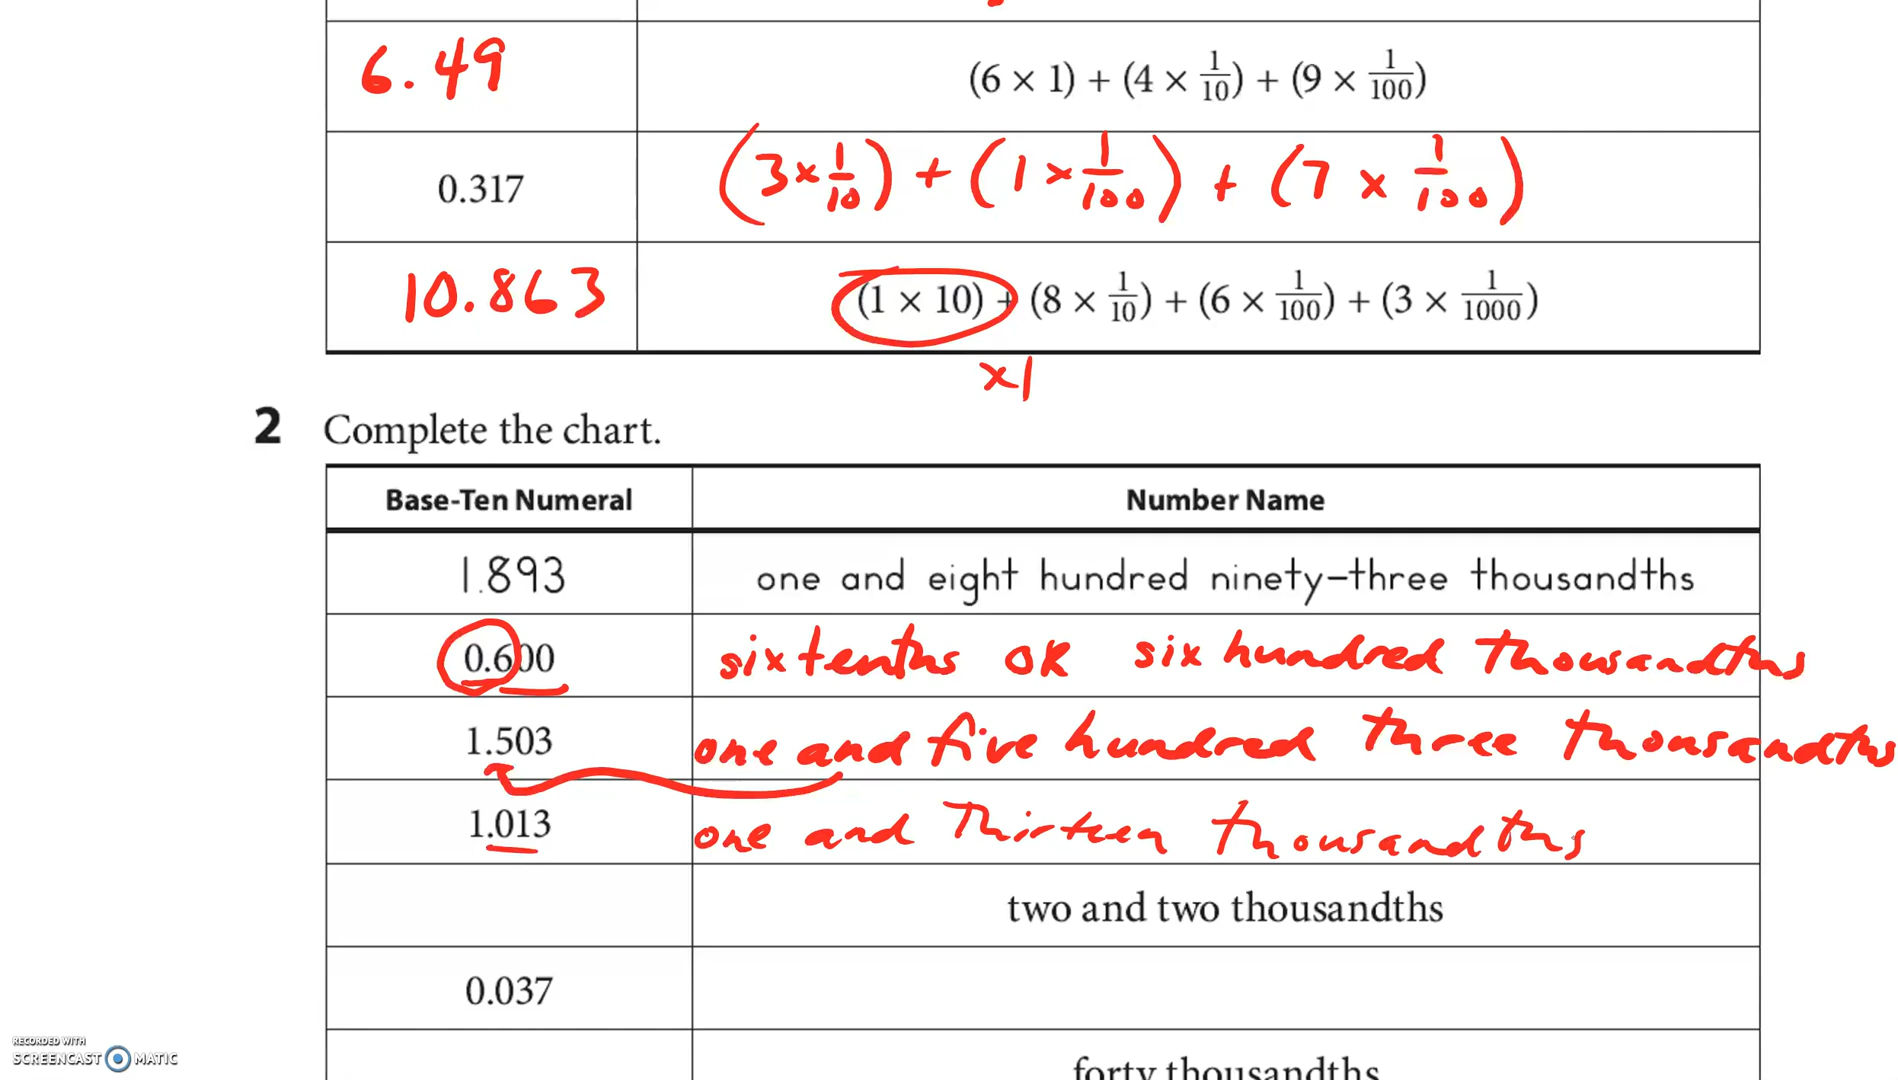 6.49 (6 × 1) + (4 × 1/10) + (9 × 1/100)
0.317 (3 × 1/10) + (1 × 1/100) + (7 × 1/100)
10.863 (1 × 10) + (8 × 1/10) + (6 × 1/100) + (3 × 1/1000)
×1
2 Complete the chart.
Base-Ten Numeral Number Name
1.893 one and eight hundred ninety-three thousandths
0.600 six tenths OR six hundred thousandths
1.503 one and five hundred three thousandths
1.013 one and Thirteen thousandths
two and two thousandths
0.037
forty thousandths
RECORDED WITH
SCREENCAST MATIC